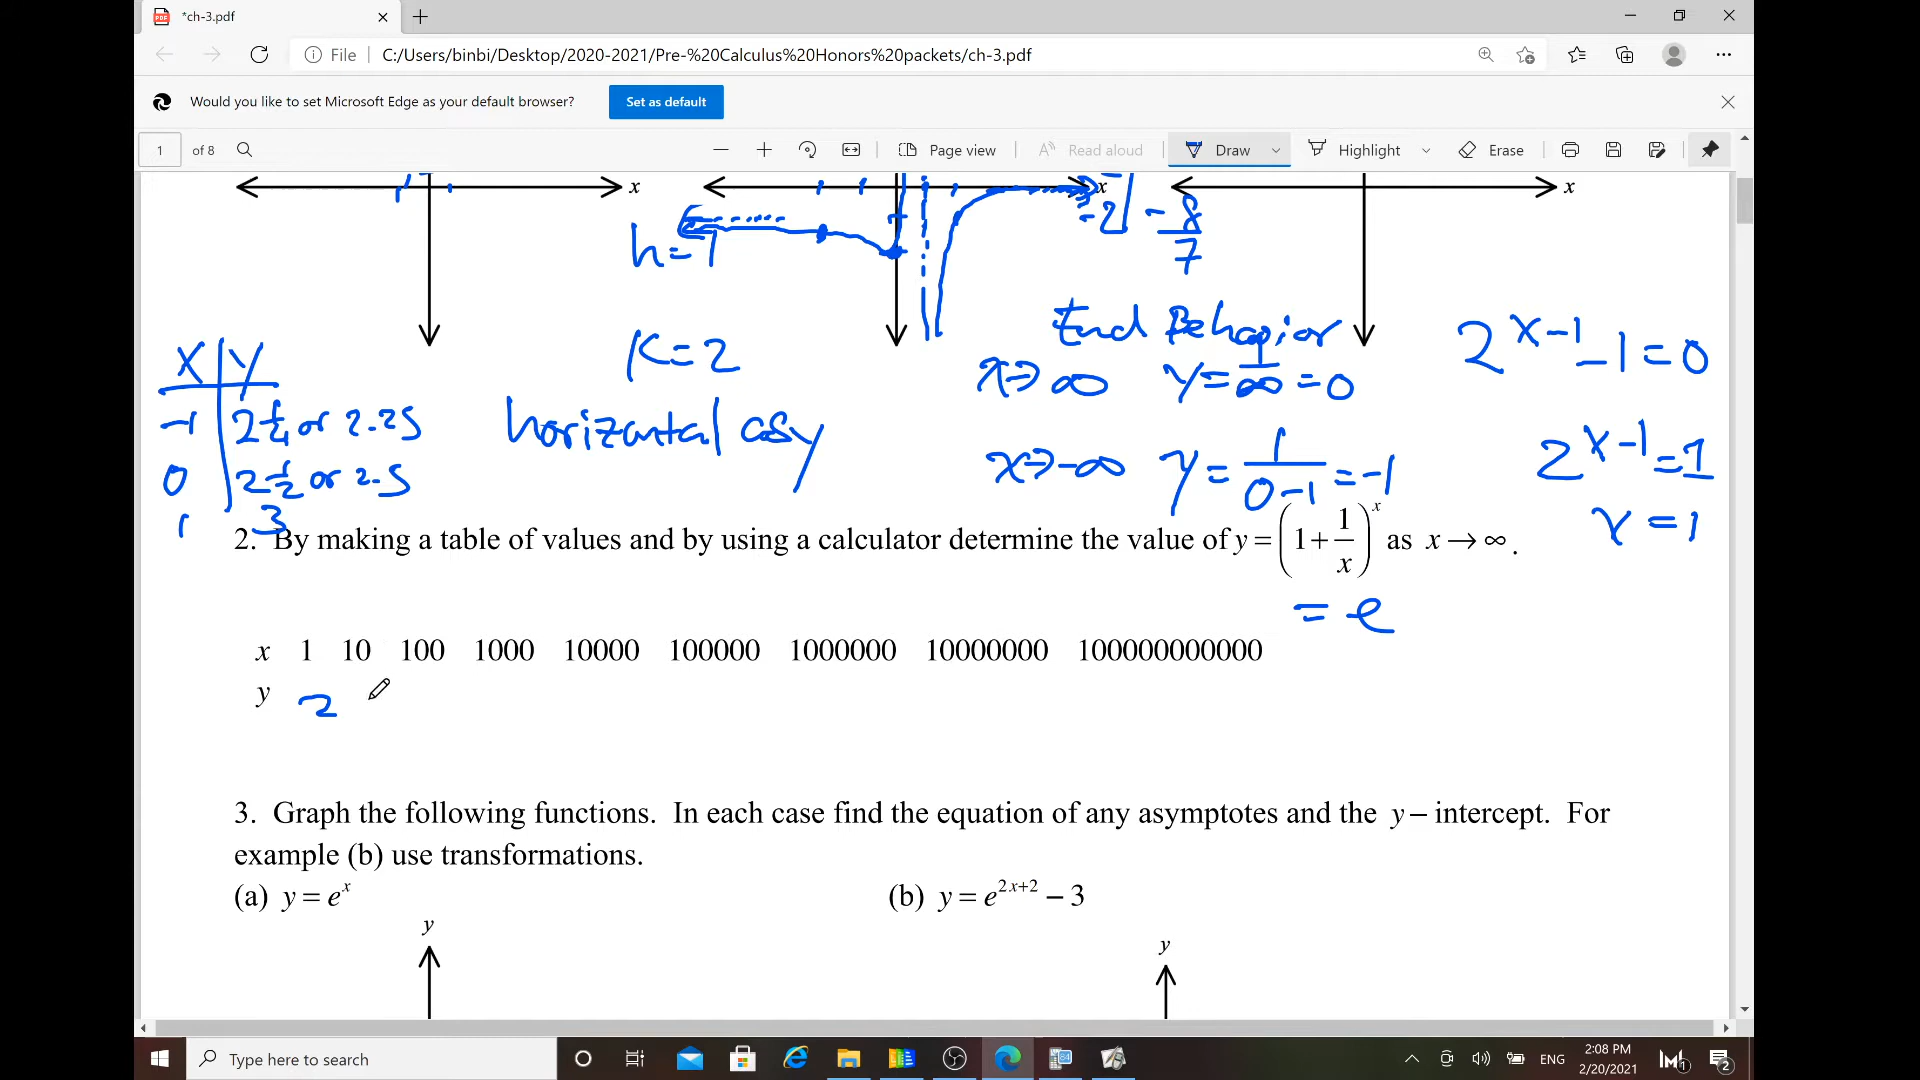 *ch-3.pdf
File C:/Users/binbi/Desktop/2020-2021/Pre-%20Calculus%20Honors%20packets/ch-3.pdf
Would you like to set Microsoft Edge as your default browser? Set as default
1 of 8 Page view Read aloud Draw Highlight Erase
x x x
-2 -8/7
h=1
End Behavior
2^(x-1) -1=0
X Y
K=2
x→∞ y=1/∞=0
-1 2 1/4 or 2.25
horizontal asy
x→-∞ y=1/(0-1)=-1
2^(x-1)=1
0 2 1/2 or 2.5
1 3
x=1
2. By making a table of values and by using a calculator determine the value of y=(1+1/x)^x as x→∞.
= e
x 1 10 100 1000 10000 100000 1000000 10000000 100000000000
y 2
3. Graph the following functions. In each case find the equation of any asymptotes and the y– intercept. For
example (b) use transformations.
(a) y = e^x (b) y = e^(2x+2) – 3
y y
Type here to search
ENG 2:08 PM
2/20/2021